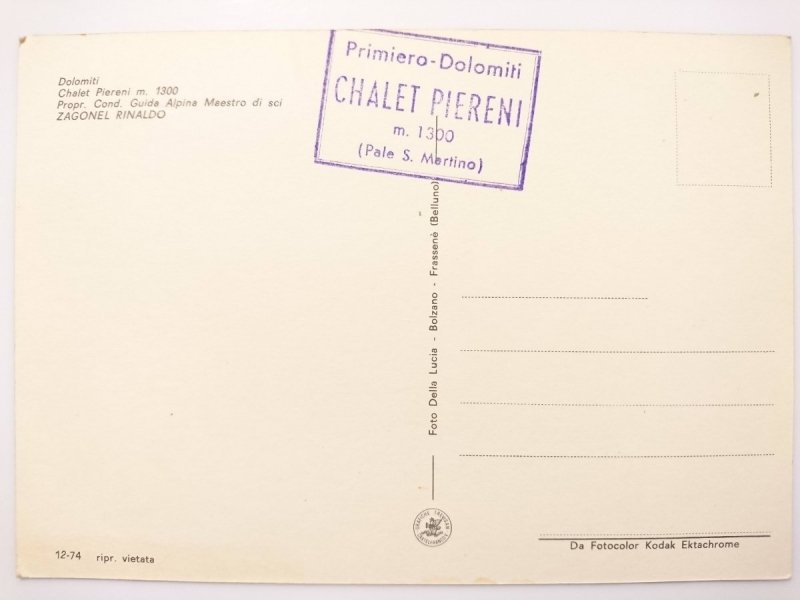 Dolomiti
Chalet Piereni m. 1300
Propr. Cond. Guida Alpina Maestro di sci
ZAGONEL RINALDO
Primiero-Dolomiti
CHALET PIERENI
m. 1300
(Pale S. Martino)
Foto Della Lucia - Bolzano - Frassenè (Belluno)
12-74 ripr. vietata
Da Fotocolor Kodak Ektachrome